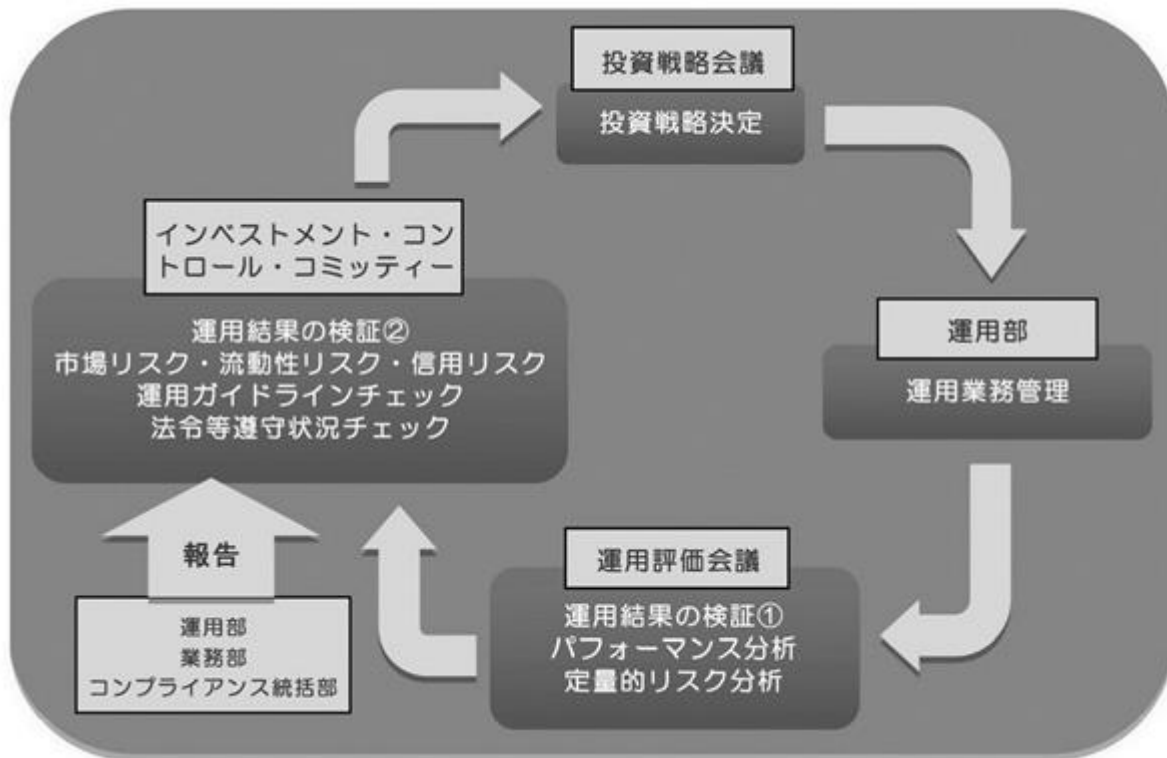 投資戦略会議
投資戦略決定
インベストメント・コン
トロール・コミッティー
運用結果の検証②
市場リスク・流動性リスク・信用リスク
運用ガイドラインチェック
法令等遵守状況チェック
運用部
運用業務管理
運用評価会議
運用結果の検証①
パフォーマンス分析
定量的リスク分析
報告
運用部
業務部
コンプライアンス統括部